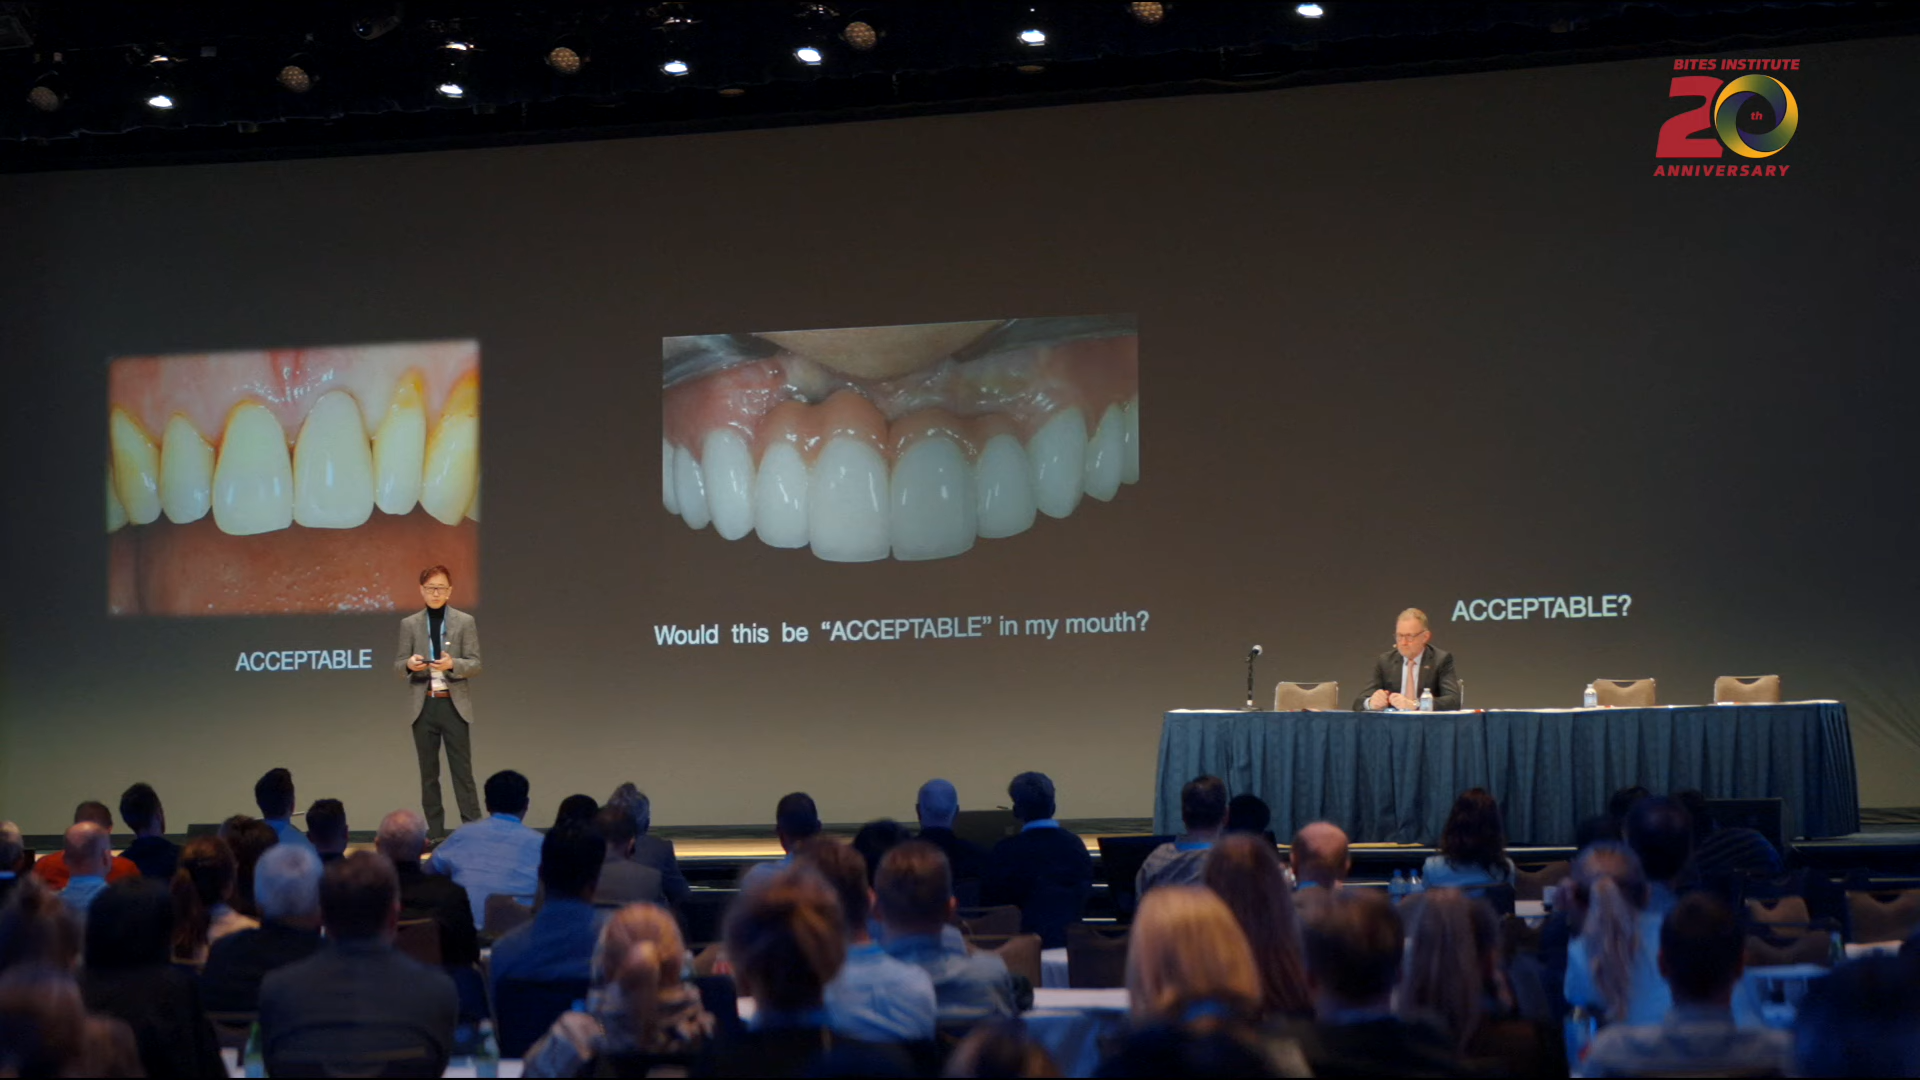 BITES INSTITUTE
20th
ANNIVERSARY
ACCEPTABLE
Would this be “ACCEPTABLE” in my mouth?
ACCEPTABLE?